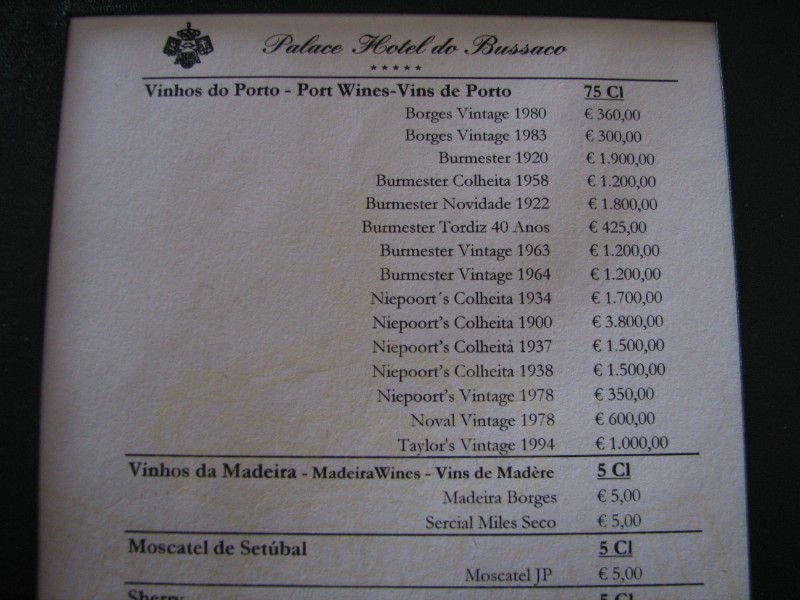 Palace Hotel do Bussaco
*****
Vinhos do Porto - Port Wines-Vins de Porto 75 Cl
Borges Vintage 1980 € 360,00
Borges Vintage 1983 € 300,00
Burmester 1920 € 1.900,00
Burmester Colheita 1958 € 1.200,00
Burmester Novidade 1922 € 1.800,00
Burmester Tordiz 40 Anos € 425,00
Burmester Vintage 1963 € 1.200,00
Burmester Vintage 1964 € 1.200,00
Niepoort´s Colheita 1934 € 1.700,00
Niepoort's Colheita 1900 € 3.800,00
Niepoort's Colheita 1937 € 1.500,00
Niepoort's Colheita 1938 € 1.500,00
Niepoort's Vintage 1978 € 350,00
Noval Vintage 1978 € 600,00
Taylor's Vintage 1994 € 1.000,00
Vinhos da Madeira - MadeiraWines - Vins de Madère 5 Cl
Madeira Borges € 5,00
Sercial Miles Seco € 5,00
Moscatel de Setúbal 5 Cl
Moscatel JP € 5,00
Sherry 5 Cl